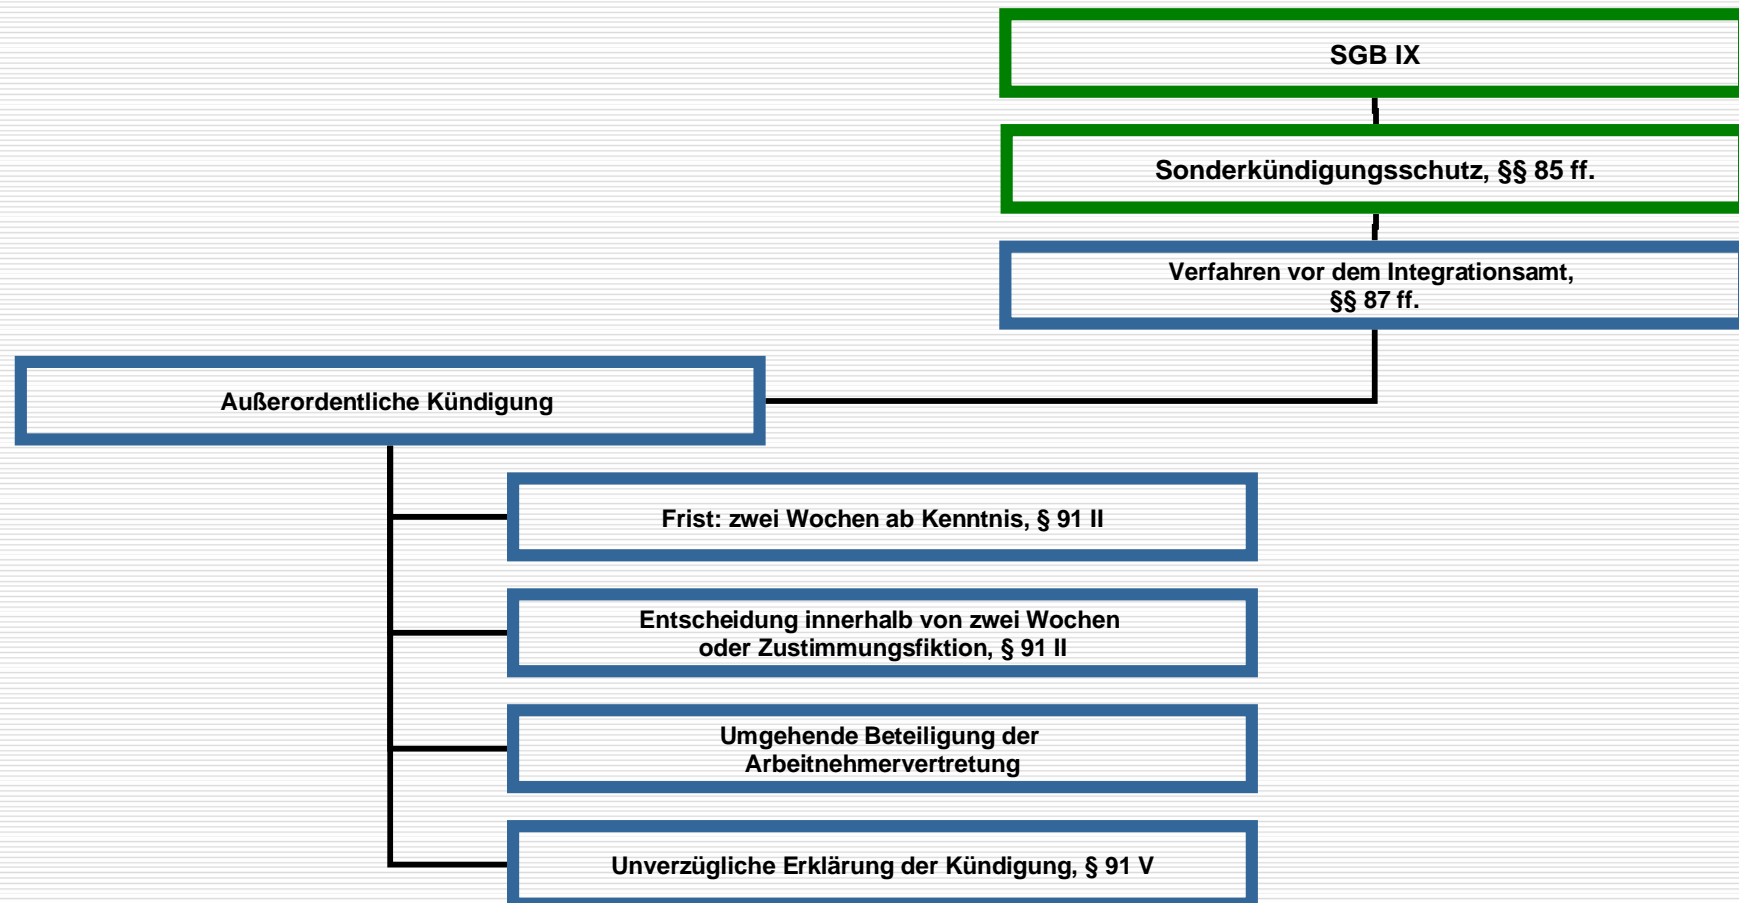 SGB IX
Sonderkündigungsschutz, §§ 85 ff.
Verfahren vor dem Integrationsamt,
§§ 87 ff.
Außerordentliche Kündigung
Frist: zwei Wochen ab Kenntnis, § 91 II
Entscheidung innerhalb von zwei Wochen
oder Zustimmungsfiktion, § 91 II
Umgehende Beteiligung der
Arbeitnehmervertretung
Unverzügliche Erklärung der Kündigung, § 91 V